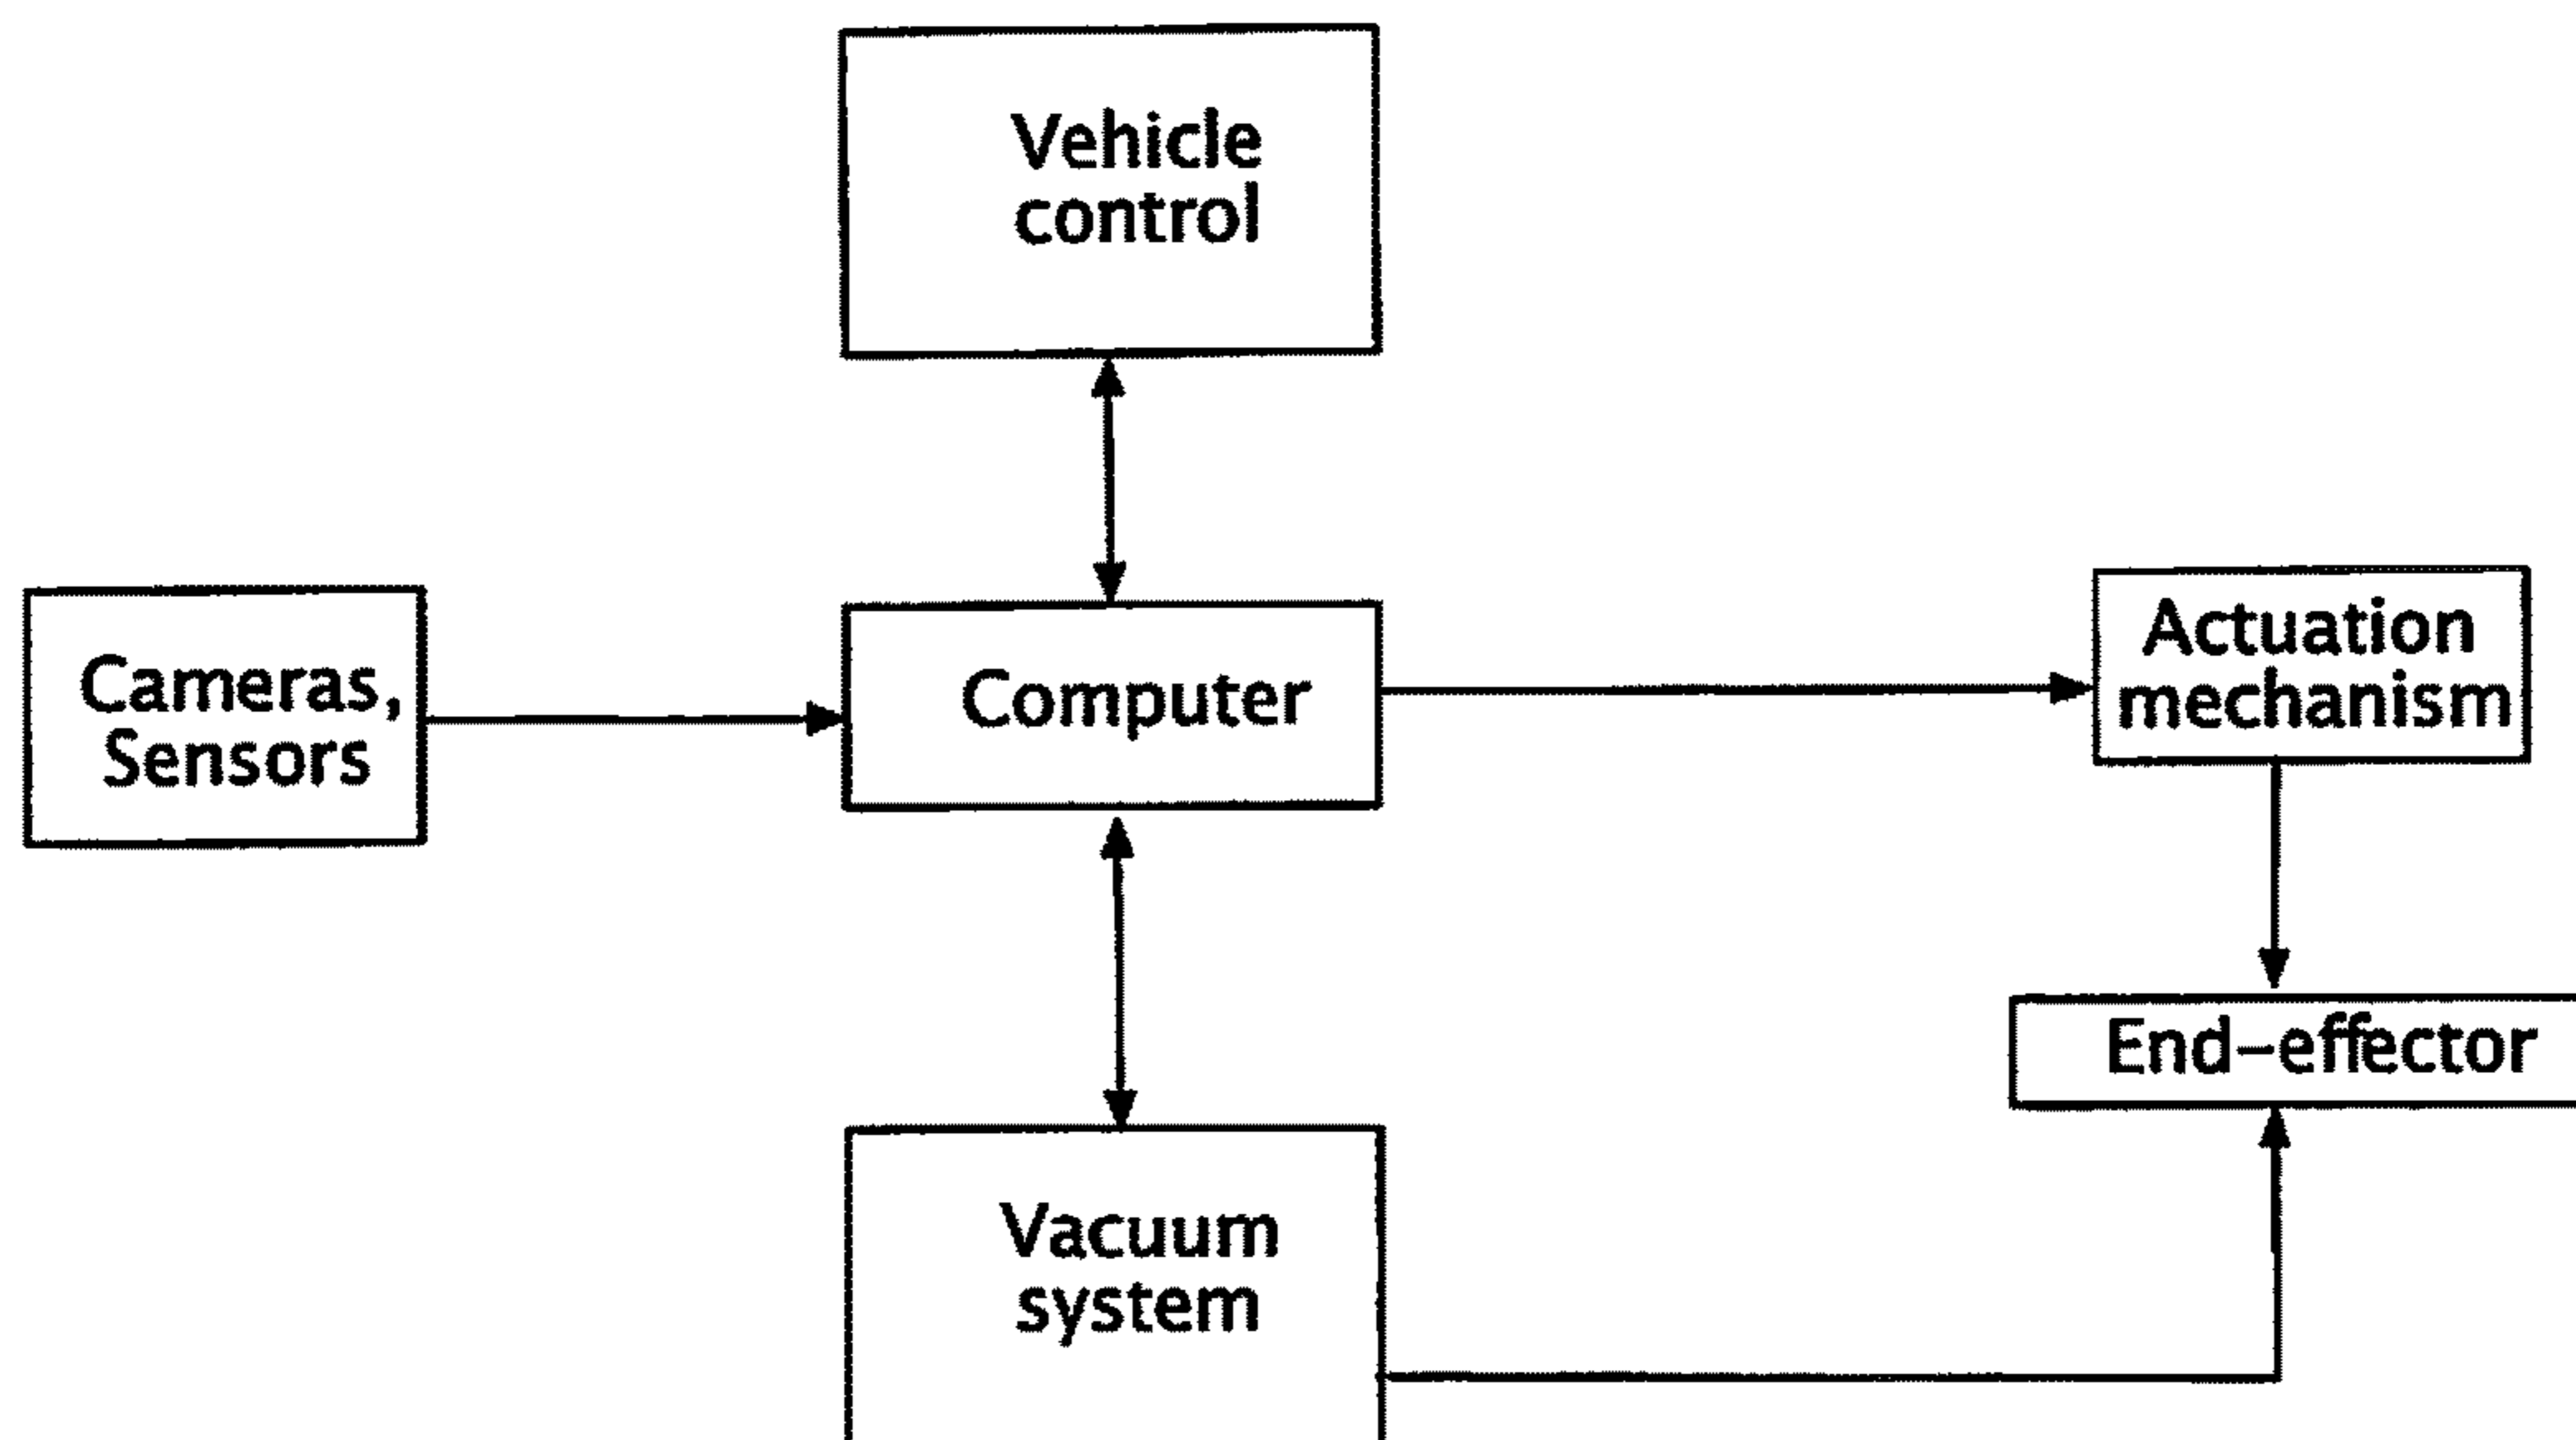 Vehicle
control
Cameras,
Sensors
Computer
Actuation
mechanism
End-effector
Vacuum
system